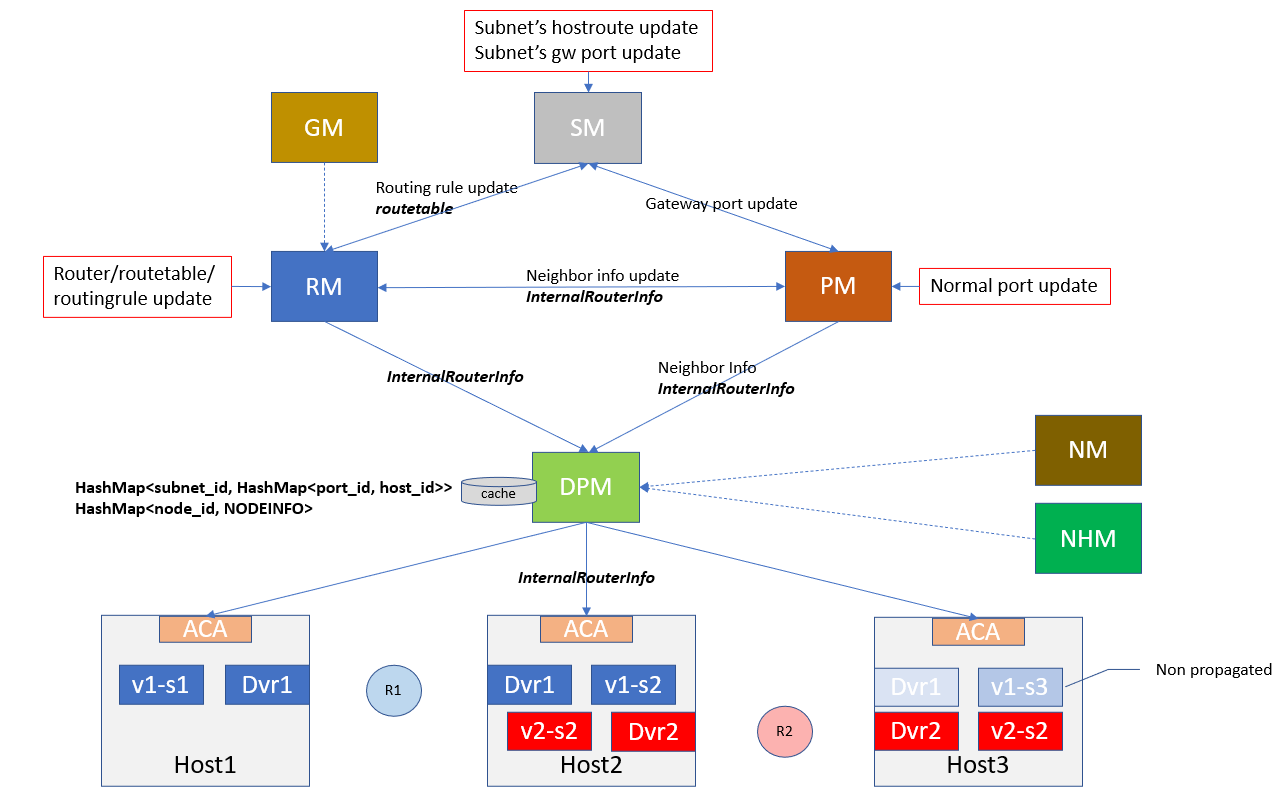 Subnet's hostroute update
Subnet's gw port update
GM
SM
Routing rule update
routetable
Gateway port update
Router/routetable/
routingrule update
RM
Neighbor info update
InternalRouterInfo
PM
Normal port update
InternalRouterInfo
Neighbor Info
InternalRouterInfo
NM
HashMap<subnet_id, HashMap<port_id, host_id>>
HashMap<node_id, NODEINFO>
cache
DPM
NHM
InternalRouterInfo
ACA
ACA
ACA
v1-s1
Dvr1
R1
Dvr1
v1-s2
Dvr1
v1-s3
Non propagated
v2-s2
Dvr2
R2
Dvr2
v2-s2
Host1
Host2
Host3